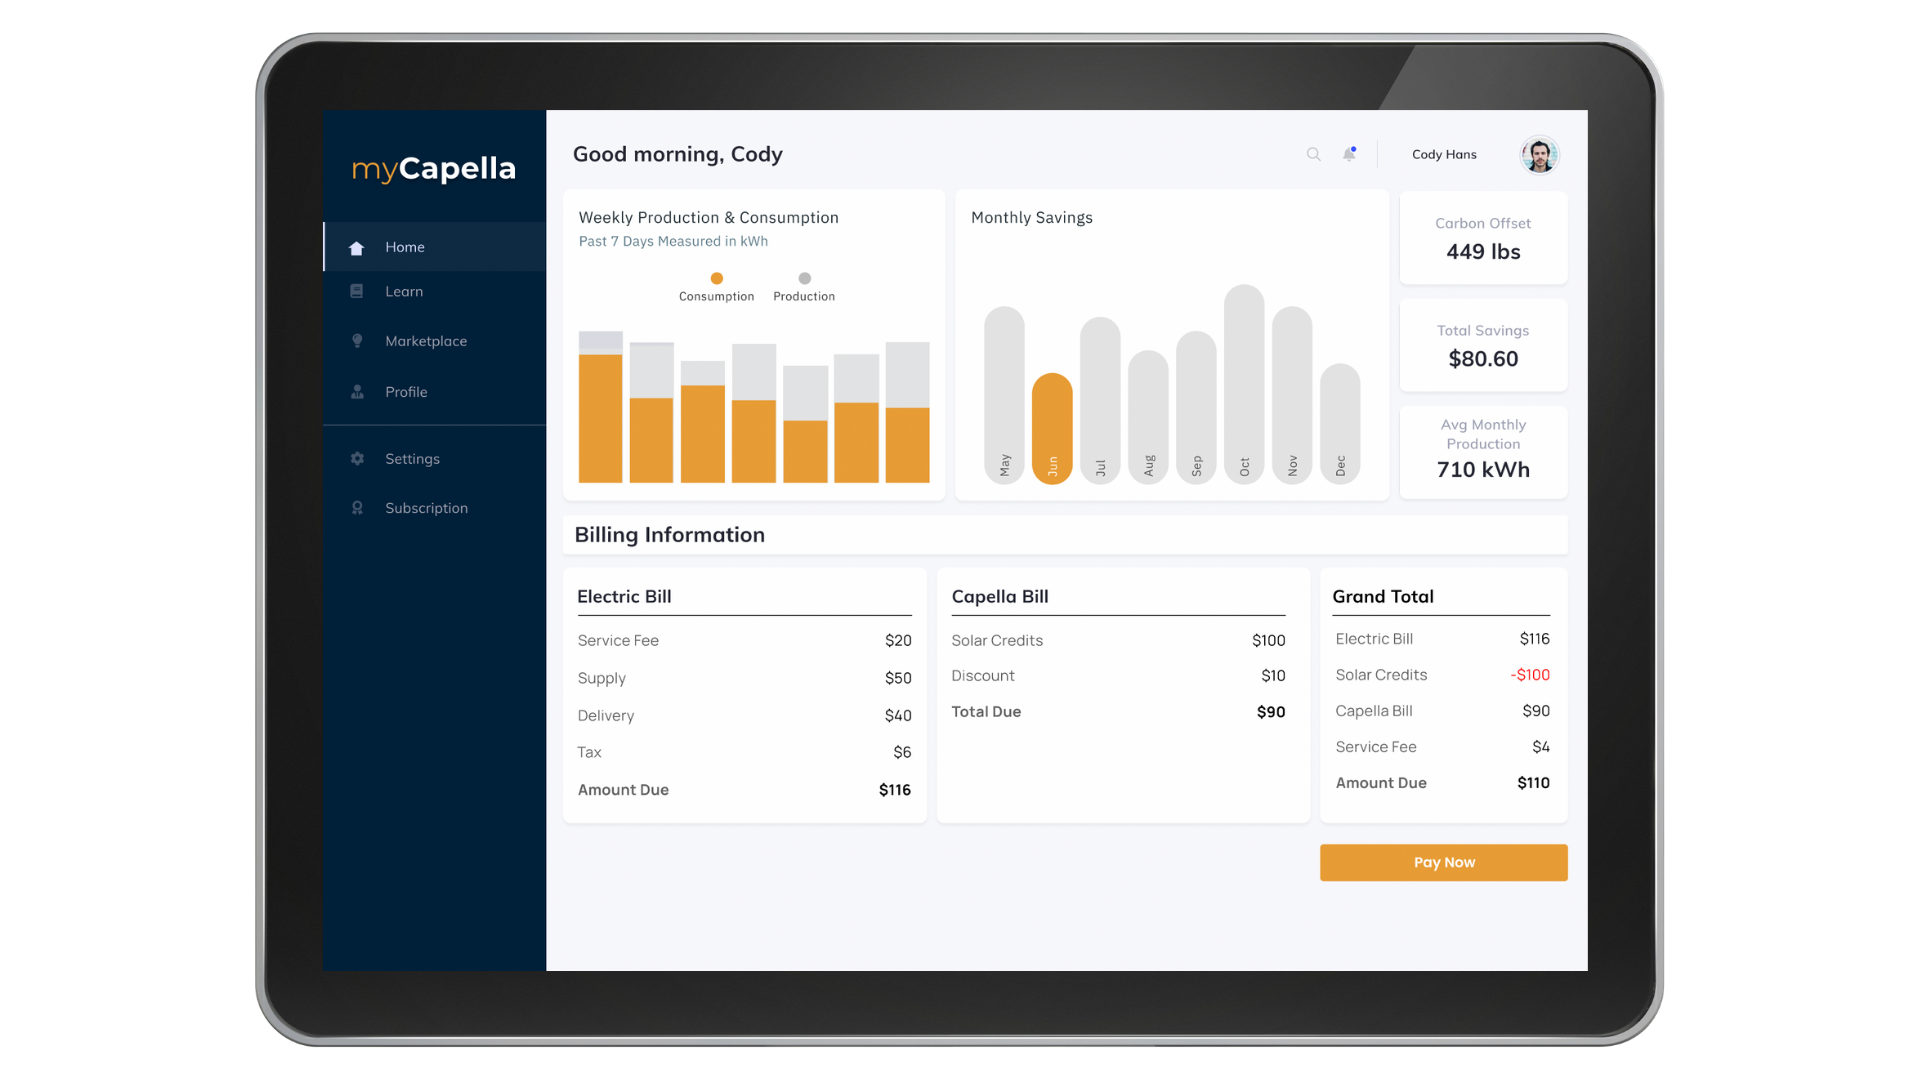 myCapella
Home
Learn
Marketplace
Profile
Settings
Subscription
Good morning, Cody
Cody Hans
Weekly Production & Consumption
Past 7 Days Measured in kWh
Consumption
Production
Monthly Savings
May
Jun
Jul
Aug
Sep
Oct
Nov
Dec
Carbon Offset
449 lbs
Total Savings
$80.60
Avg Monthly
Production
710 kWh
Billing Information
Electric Bill
Service Fee $20
Supply $50
Delivery $40
Tax $6
Amount Due $116
Capella Bill
Solar Credits $100
Discount $10
Total Due $90
Grand Total
Electric Bill $116
Solar Credits -$100
Capella Bill $90
Service Fee $4
Amount Due $110
Pay Now